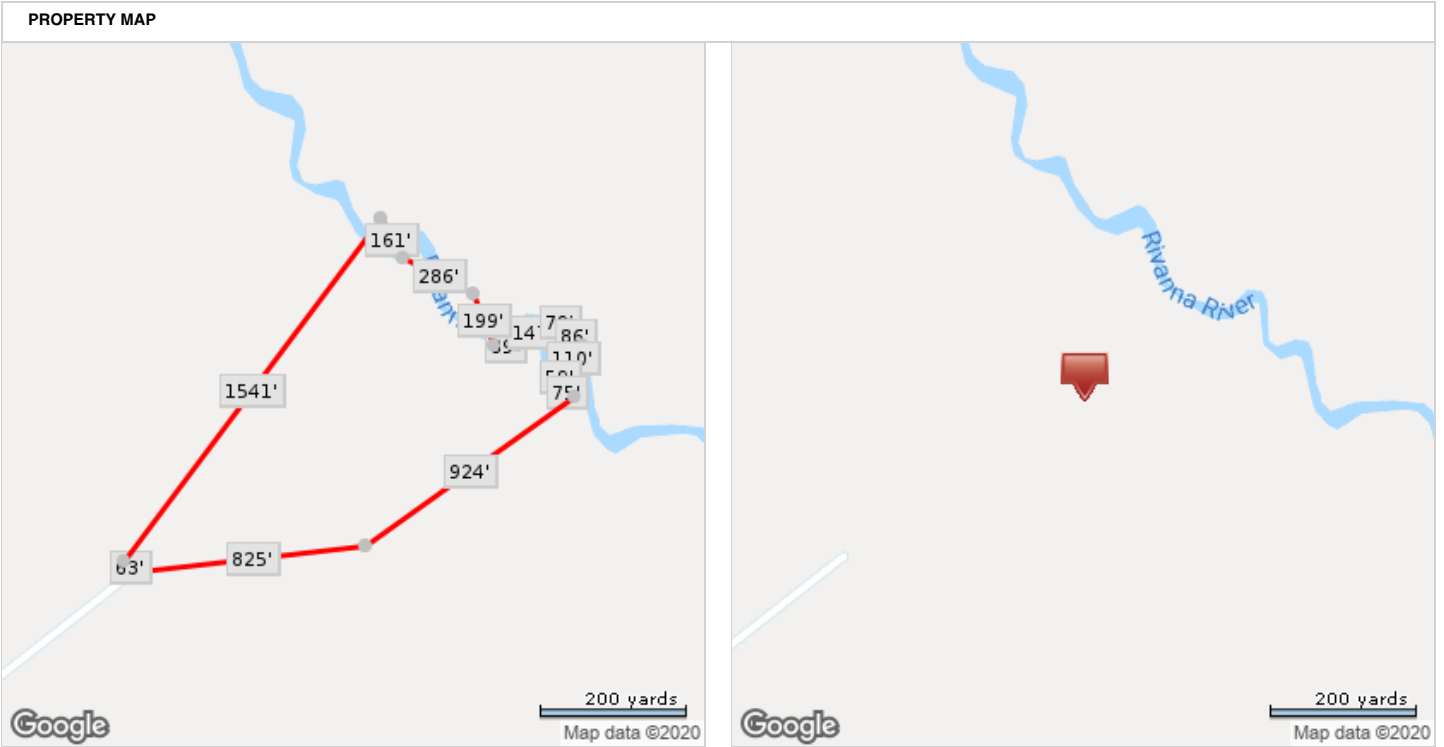 PROPERTY MAP
161'
286'
199'
86'
110'
75'
1541'
924'
825'
63'
200 yards
Google
Map data ©2020
Rivanna River
200 yards
Google
Map data ©2020